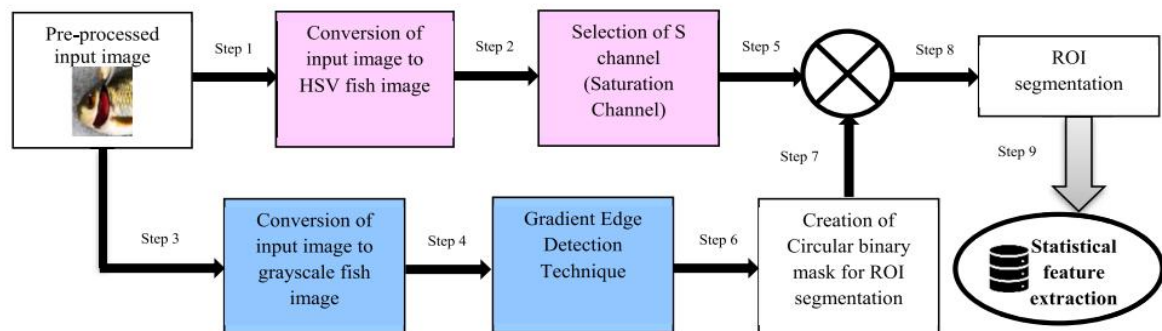 Pre-processed
input image
Step 1
Conversion of
input image to
HSV fish image
Step 2
Selection of S
channel
(Saturation
Channel)
Step 5
Step 8
ROI
segmentation
Step 7
Step 9
Step 3
Conversion of
input image to
grayscale fish
image
Step 4
Gradient Edge
Detection
Technique
Step 6
Creation of
Circular binary
mask for ROI
segmentation
Statistical
feature
extraction